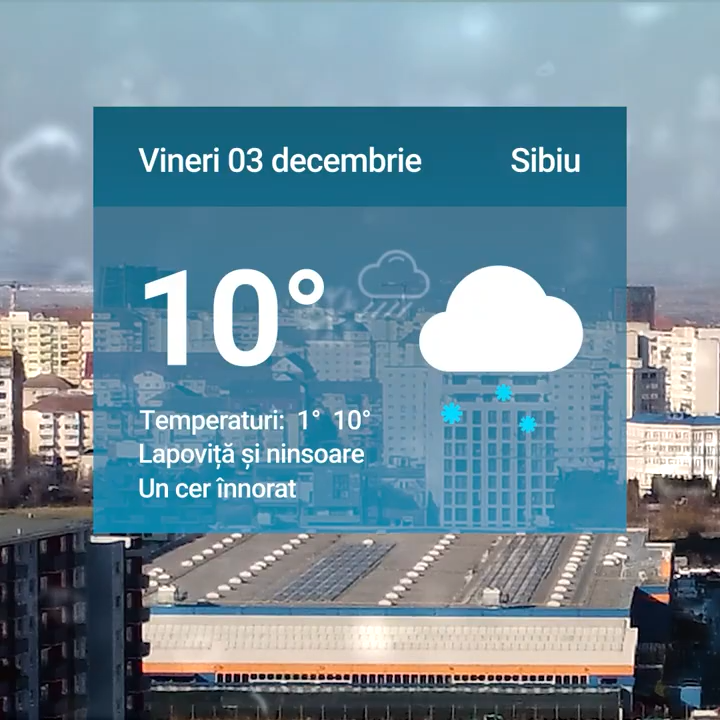 Vineri 03 decembrie Sibiu
10°
Temperaturi: 1° 10°
Lapoviță și ninsoare
Un cer înnorat